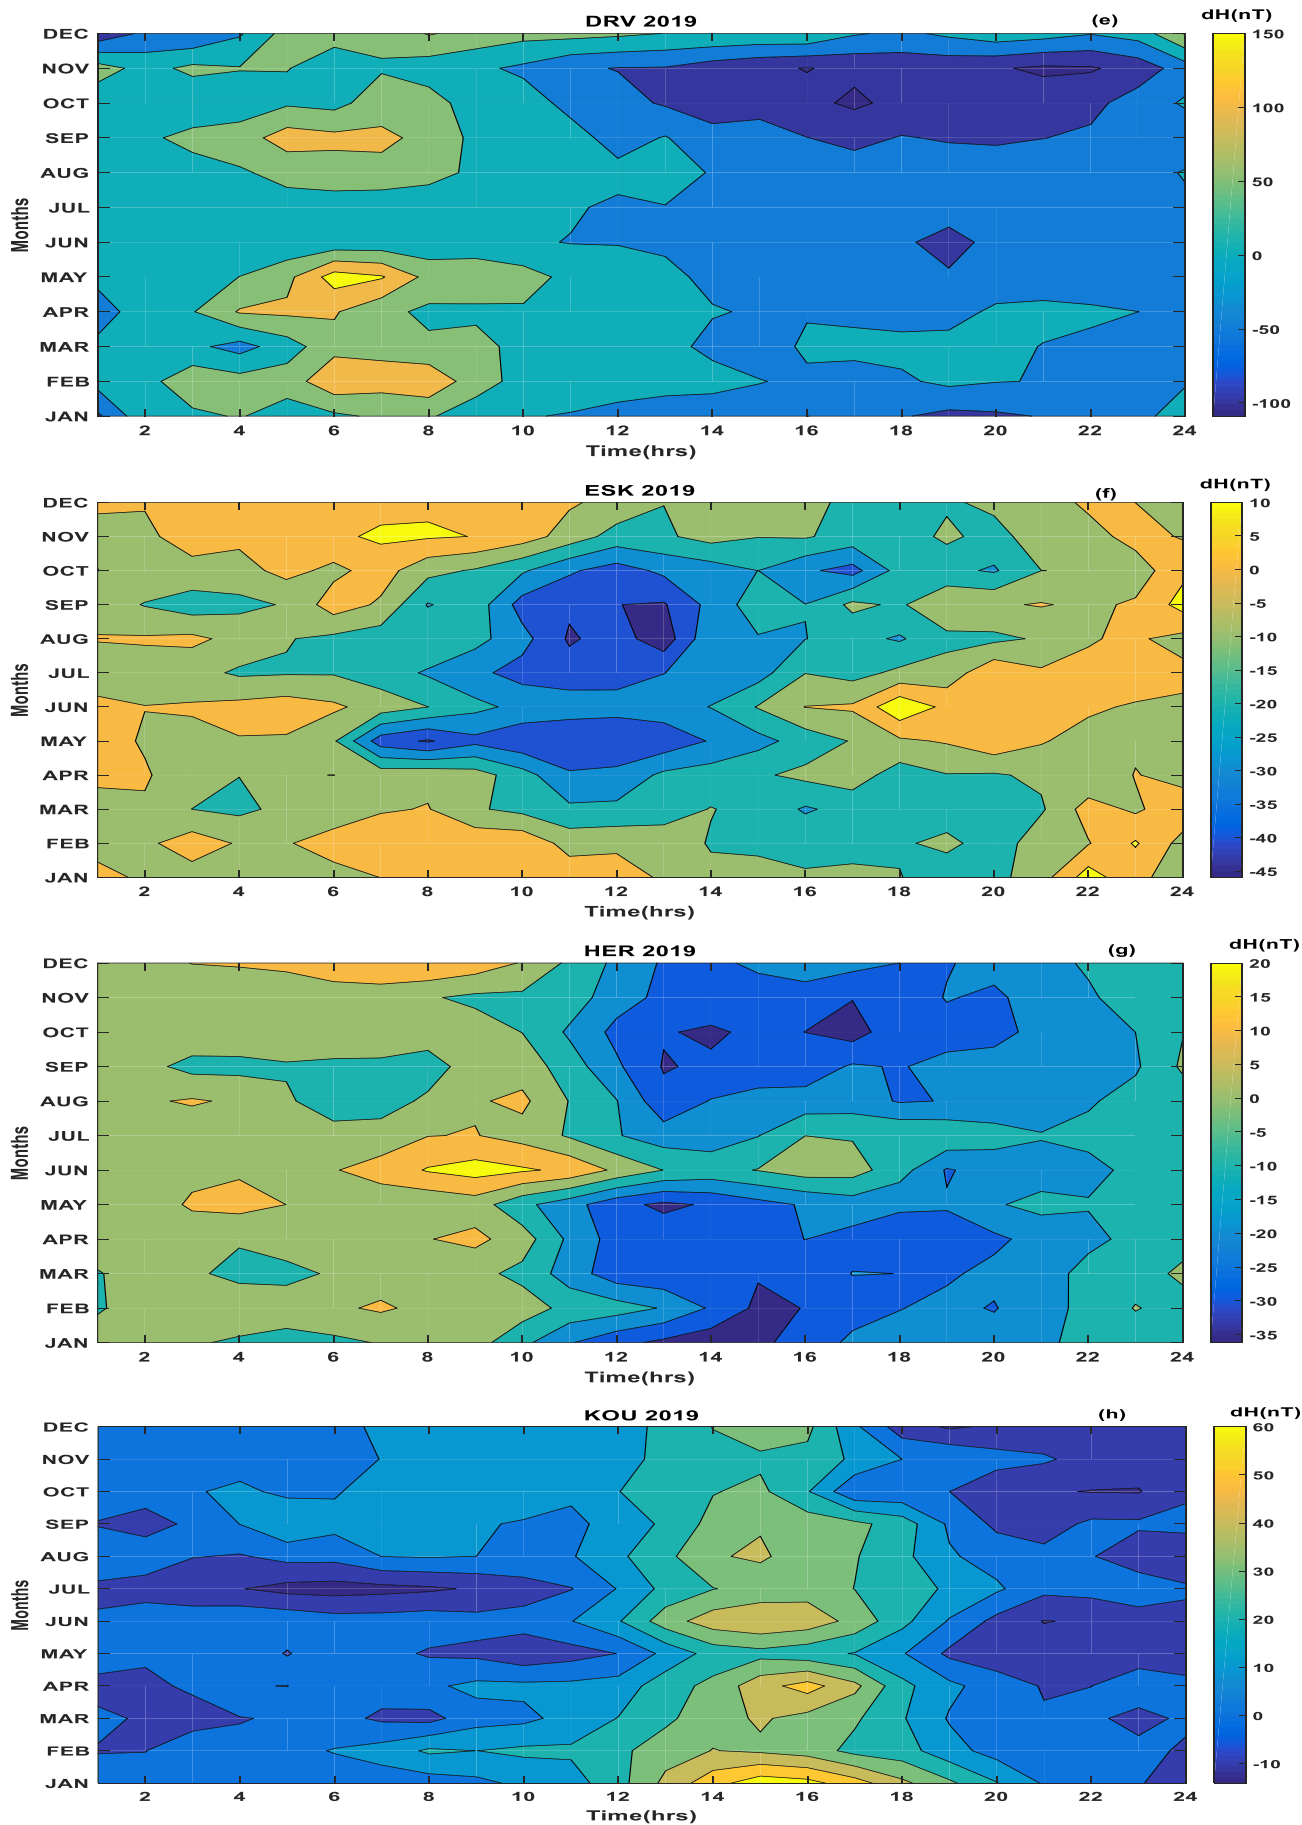 DRV 2019
(e)
dH(nT)
DEC
NOV
OCT
SEP
AUG
JUL
JUN
MAY
APR
MAR
FEB
JAN
Months
2 4 6 8 10 12 14 16 18 20 22 24
Time(hrs)
150
100
50
0
-50
-100
ESK 2019
(f)
dH(nT)
DEC
NOV
OCT
SEP
AUG
JUL
JUN
MAY
APR
MAR
FEB
JAN
Months
2 4 6 8 10 12 14 16 18 20 22 24
Time(hrs)
10
5
0
-5
-10
-15
-20
-25
-30
-35
-40
-45
HER 2019
(g)
dH(nT)
DEC
NOV
OCT
SEP
AUG
JUL
JUN
MAY
APR
MAR
FEB
JAN
Months
2 4 6 8 10 12 14 16 18 20 22 24
Time(hrs)
20
15
10
5
0
-5
-10
-15
-20
-25
-30
-35
KOU 2019
(h)
dH(nT)
DEC
NOV
OCT
SEP
AUG
JUL
JUN
MAY
APR
MAR
FEB
JAN
Months
2 4 6 8 10 12 14 16 18 20 22 24
Time(hrs)
60
50
40
30
20
10
0
-10